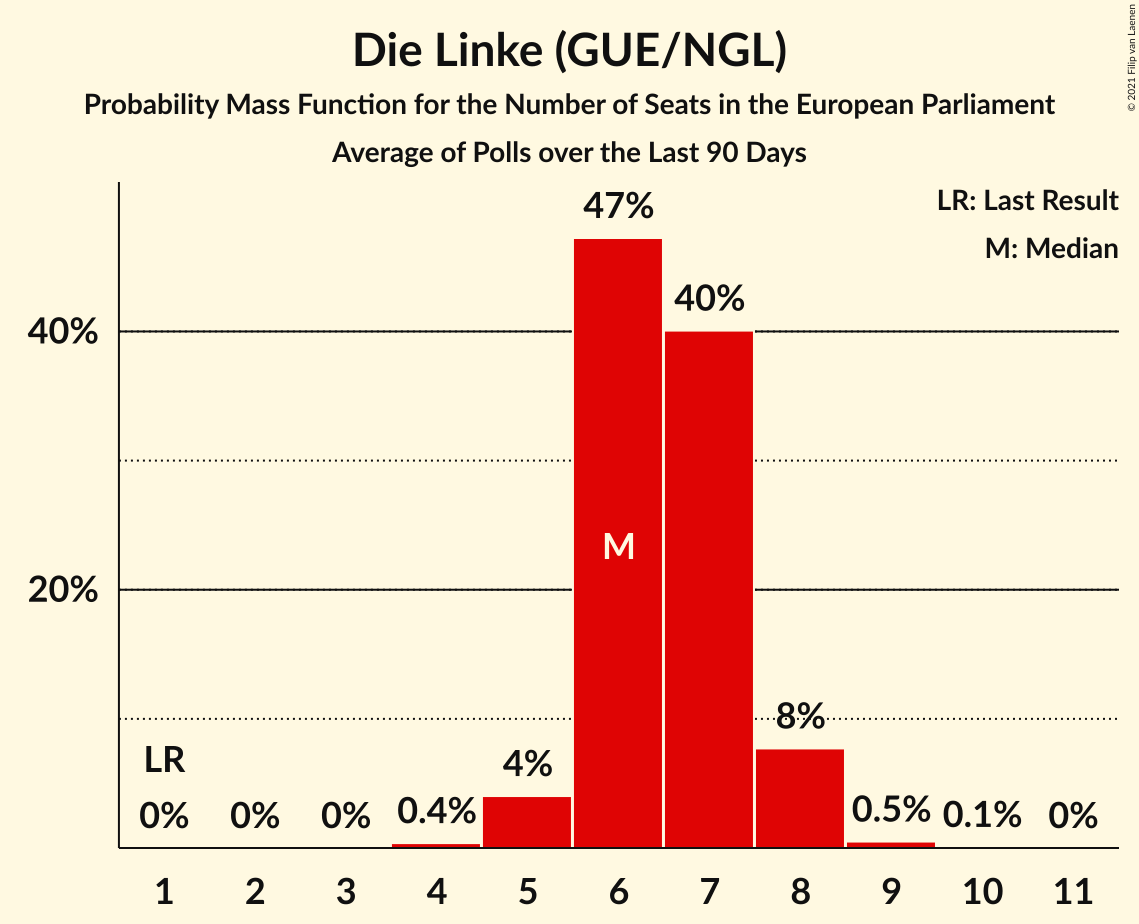 © 2021 Filip van Laenen
Die Linke (GUE/NGL)
Probability Mass Function for the Number of Seats in the European Parliament
Average of Polls over the Last 90 Days
LR: Last Result
M: Median
47%
40%
40%
M
20%
8%
LR
4%
0%
0%
0%
0.4%
0.5%
0.1%
0%
1 2 3 4 5 6 7 8 9 10 11